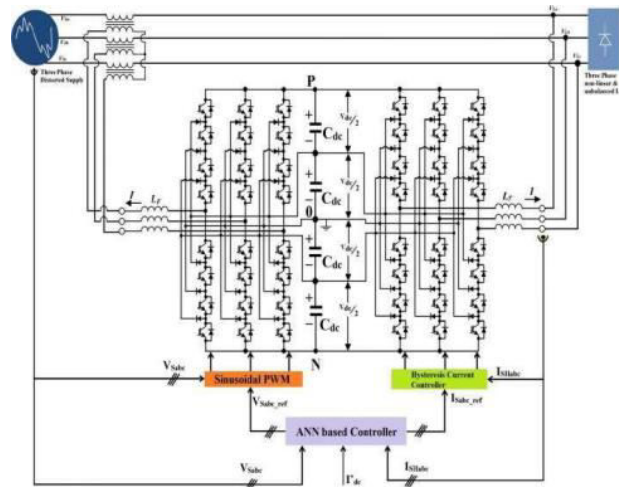 Three Phase
Distorted Supply
Three Phase
non-linear &
unbalanced L
P
Cdc
Cdc
0
Cdc
Cdc
N
Vdc/2
Vdc/2
Vdc/2
Vdc/2
I
LF
LF
I
VSabc
Sinusoidal PWM
Hysteresis Current
Controller
ISHabc
VSabc_ref
ISabc_ref
ANN based Controller
VSabc
ISHabc